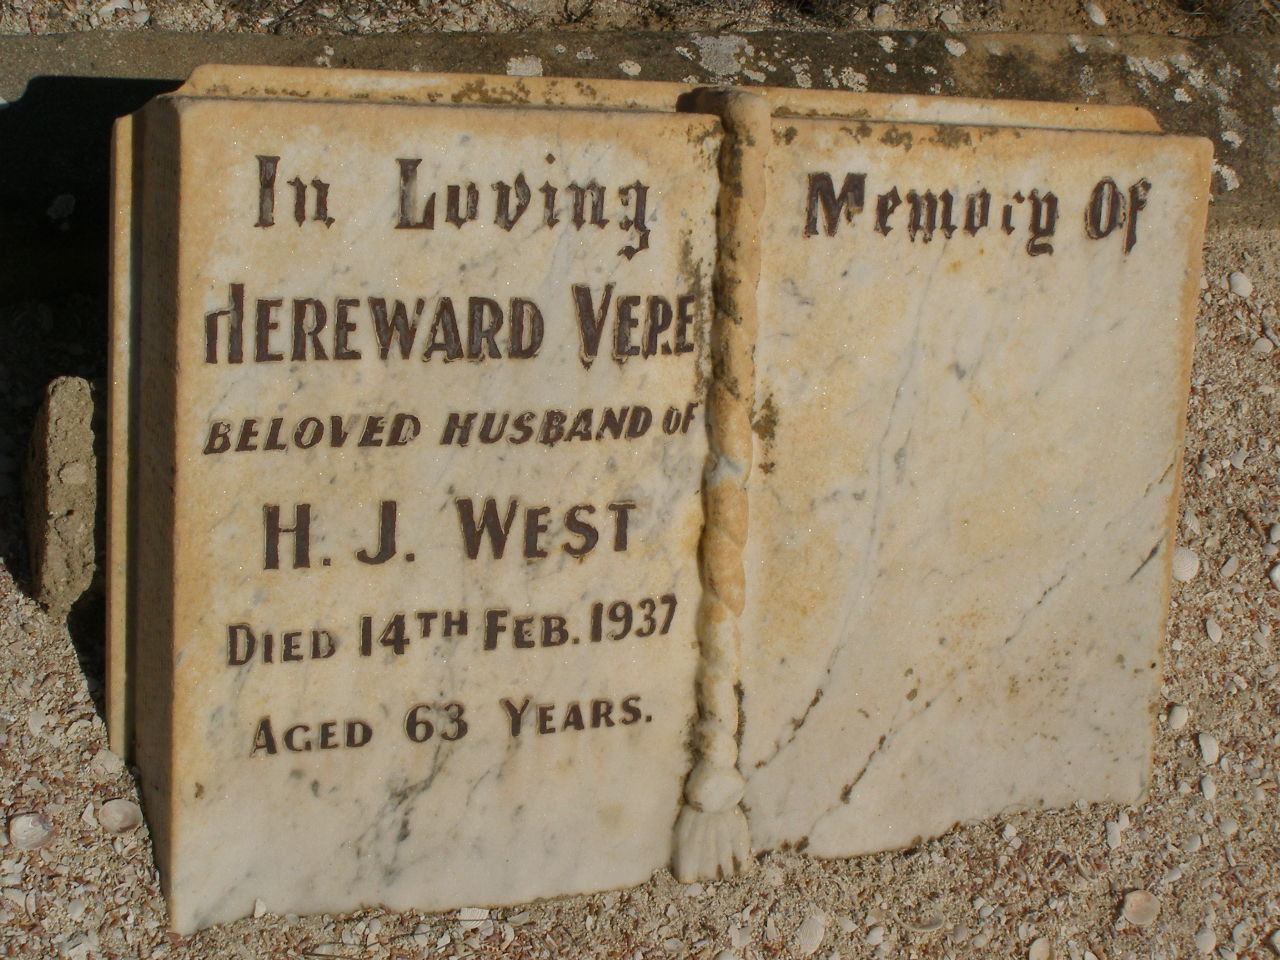 In Loving Memory Of
HEREWARD VERE
BELOVED HUSBAND OF
H. J. WEST
DIED 14TH FEB. 1937
AGED 63 YEARS.